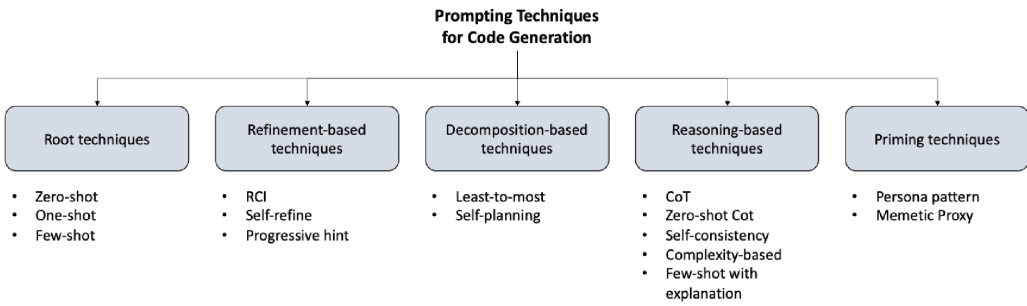 Prompting Techniques
for Code Generation
Root techniques
Refinement-based
techniques
Decomposition-based
techniques
Reasoning-based
techniques
Priming techniques
• Zero-shot
• One-shot
• Few-shot
• RCI
• Self-refine
• Progressive hint
• Least-to-most
• Self-planning
• CoT
• Zero-shot Cot
• Self-consistency
• Complexity-based
• Few-shot with
explanation
• Persona pattern
• Memetic Proxy